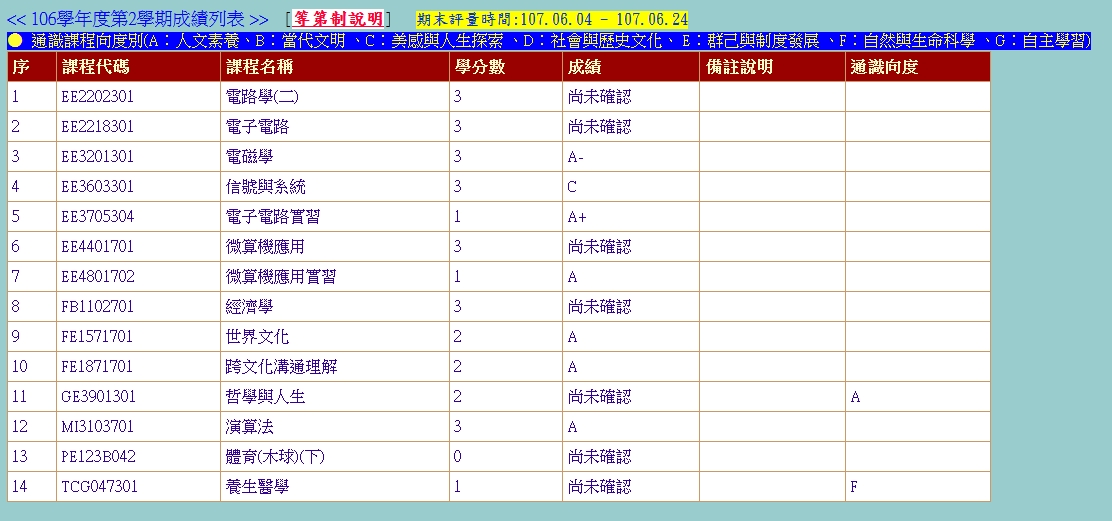 << 106學年度第2學期成績列表 >> [等第制說明] 期末評量時間:107.06.04 - 107.06.24
● 通識課程向度別(A：人文素養、B：當代文明、C：美感與人生探索、D：社會與歷史文化、E：群己與制度發展、F：自然與生命科學、G：自主學習)
序 課程代碼 課程名稱 學分數 成績 備註說明 通識向度
1 EE2202301 電路學(二) 3 尚未確認
2 EE2218301 電子電路 3 尚未確認
3 EE3201301 電磁學 3 A-
4 EE3603301 信號與系統 3 C
5 EE3705304 電子電路實習 1 A+
6 EE4401701 微算機應用 3 尚未確認
7 EE4801702 微算機應用實習 1 A
8 FB1102701 經濟學 3 尚未確認
9 FE1571701 世界文化 2 A
10 FE1871701 跨文化溝通理解 2 A
11 GE3901301 哲學與人生 2 尚未確認 A
12 MI3103701 演算法 3 A
13 PE123B042 體育(木球)(下) 0 尚未確認
14 TCG047301 養生醫學 1 尚未確認 F